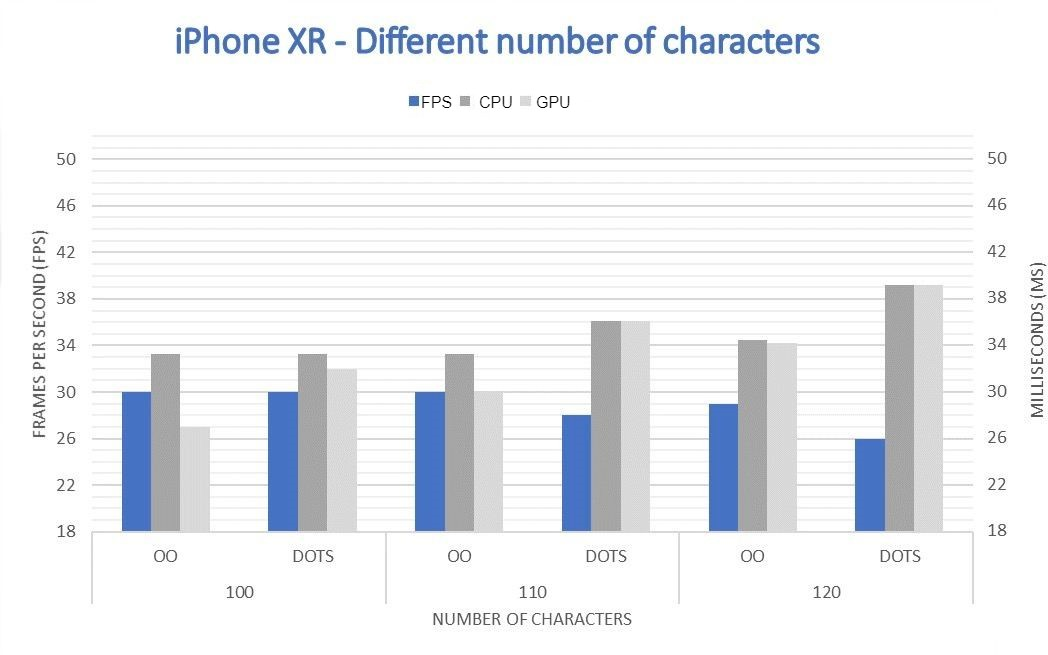 iPhone XR - Different number of characters
FPS CPU GPU
50 50
46 46
42 42
38 38
34 34
30 30
26 26
22 22
18 18
FRAMES PER SECOND (FPS)
MILLISECONDS (MS)
OO DOTS OO DOTS OO DOTS
100 110 120
NUMBER OF CHARACTERS